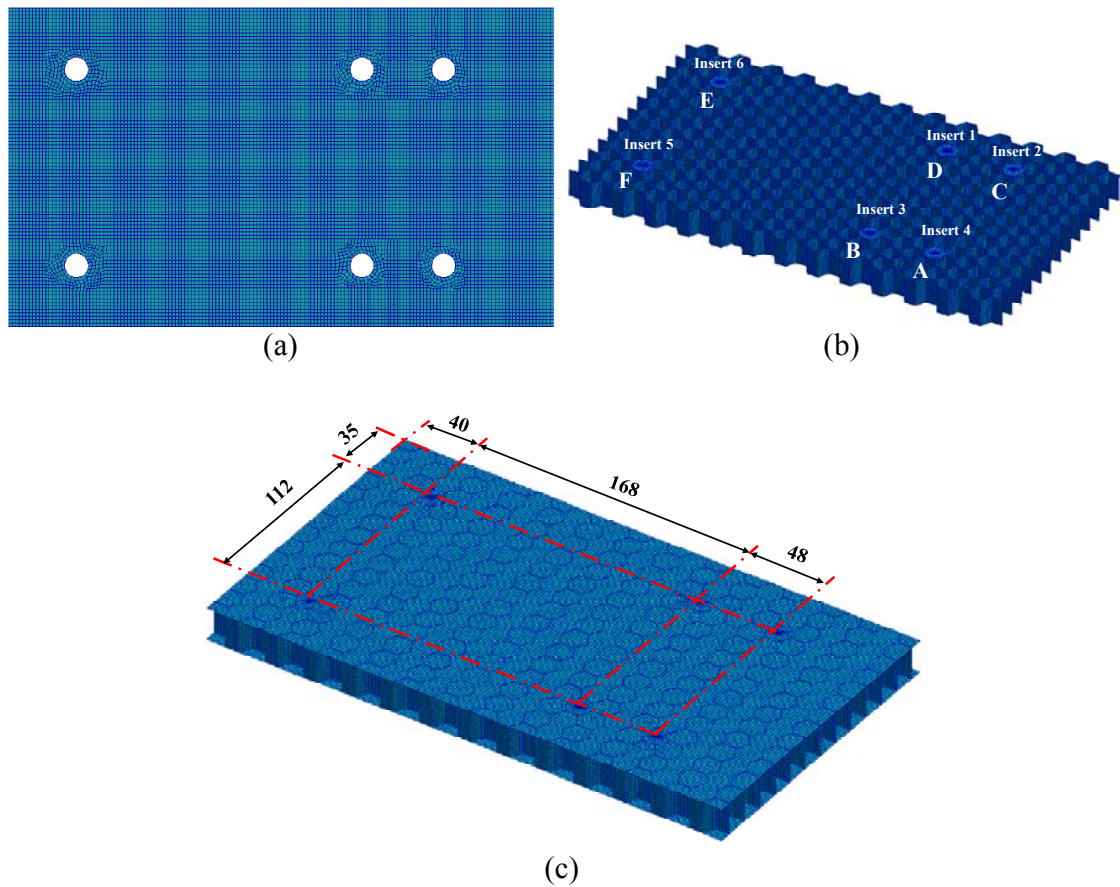 Insert 6
E
Insert 1
D
Insert 2
C
Insert 5
F
Insert 3
B
Insert 4
A
(a)
(b)
40
35
168
112
48
(c)